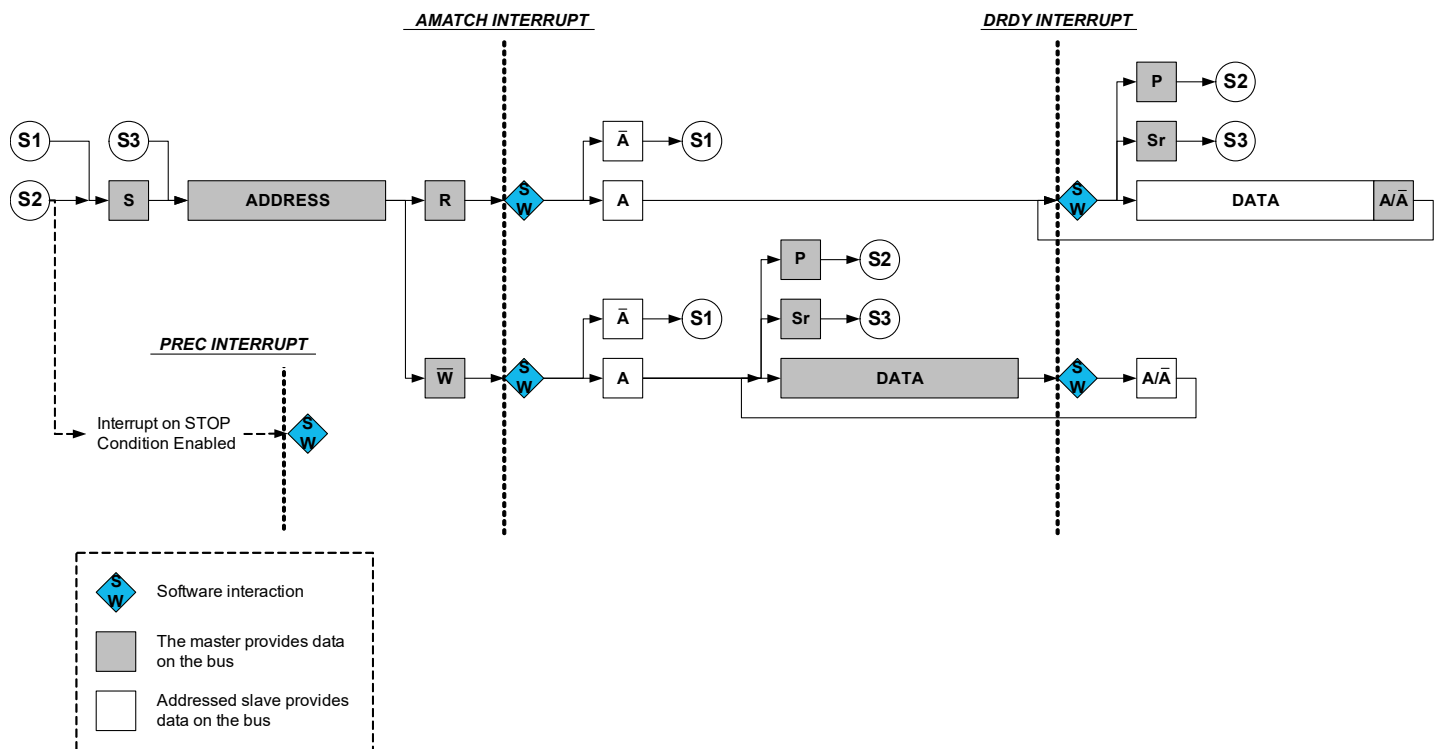 AMATCH INTERRUPT
DRDY INTERRUPT
P
S2
S1
S3
A̅
S1
Sr
S3
S2
S
ADDRESS
R
S
W
A
S
W
DATA
A/A̅
P
S2
A̅
S1
Sr
S3
PREC INTERRUPT
W̅
S
W
A
DATA
S
W
A/A̅
Interrupt on STOP
Condition Enabled
S
W
S
W
Software interaction
The master provides data
on the bus
Addressed slave provides
data on the bus